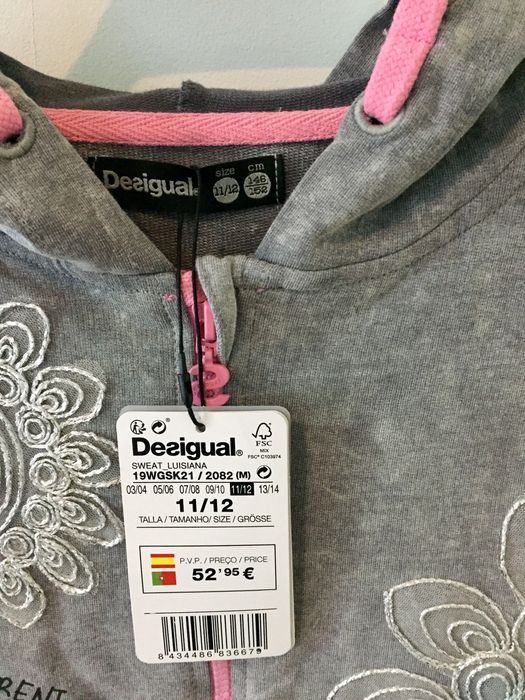 Desigual.
size
11/12
cm
146
152
Desigual®
FSC
MIX
FSC® C103974
SWEAT_LUISIANA
19WGSK21 / 2082 (M)
03/04 05/06 07/08 09/10 11/12 13/14
11/12
TALLA / TAMANHO / SIZE / GRÖSSE
P.V.P. / PREÇO / PRICE
52'95 €
8 434486 836679
RENT